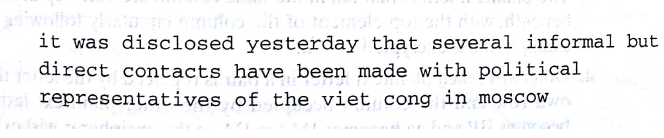 it was disclosed yesterday that several informal but
direct contacts have been made with political
representatives of the viet cong in moscow